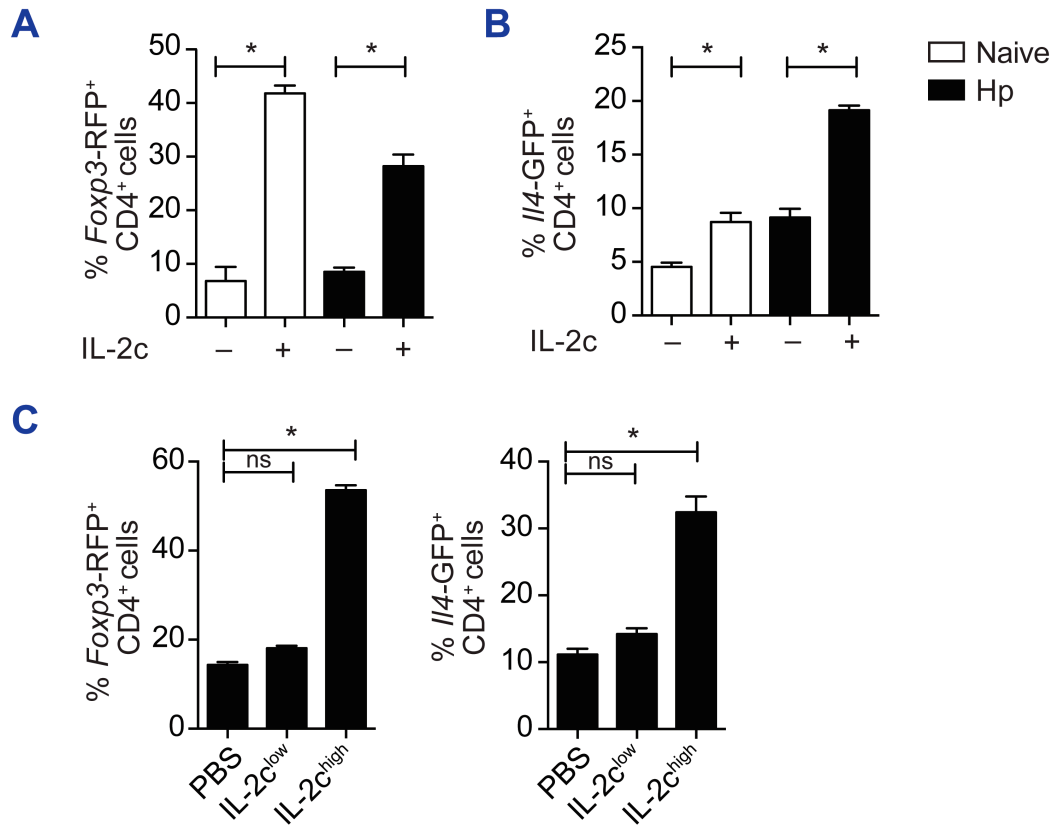 A
50
40
30
20
10
0
% Foxp3-RFP⁺
CD4⁺ cells
* *
IL-2c – + – +
B
25
20
15
10
5
0
% Il4-GFP⁺
CD4⁺ cells
* *
IL-2c – + – +
Naive
Hp
C
60
40
20
0
% Foxp3-RFP⁺
CD4⁺ cells
*
ns
PBS
IL-2cˡᵒʷ
IL-2cʰⁱᵍʰ
40
30
20
10
0
% Il4-GFP⁺
CD4⁺ cells
*
ns
PBS
IL-2cˡᵒʷ
IL-2cʰⁱᵍʰ